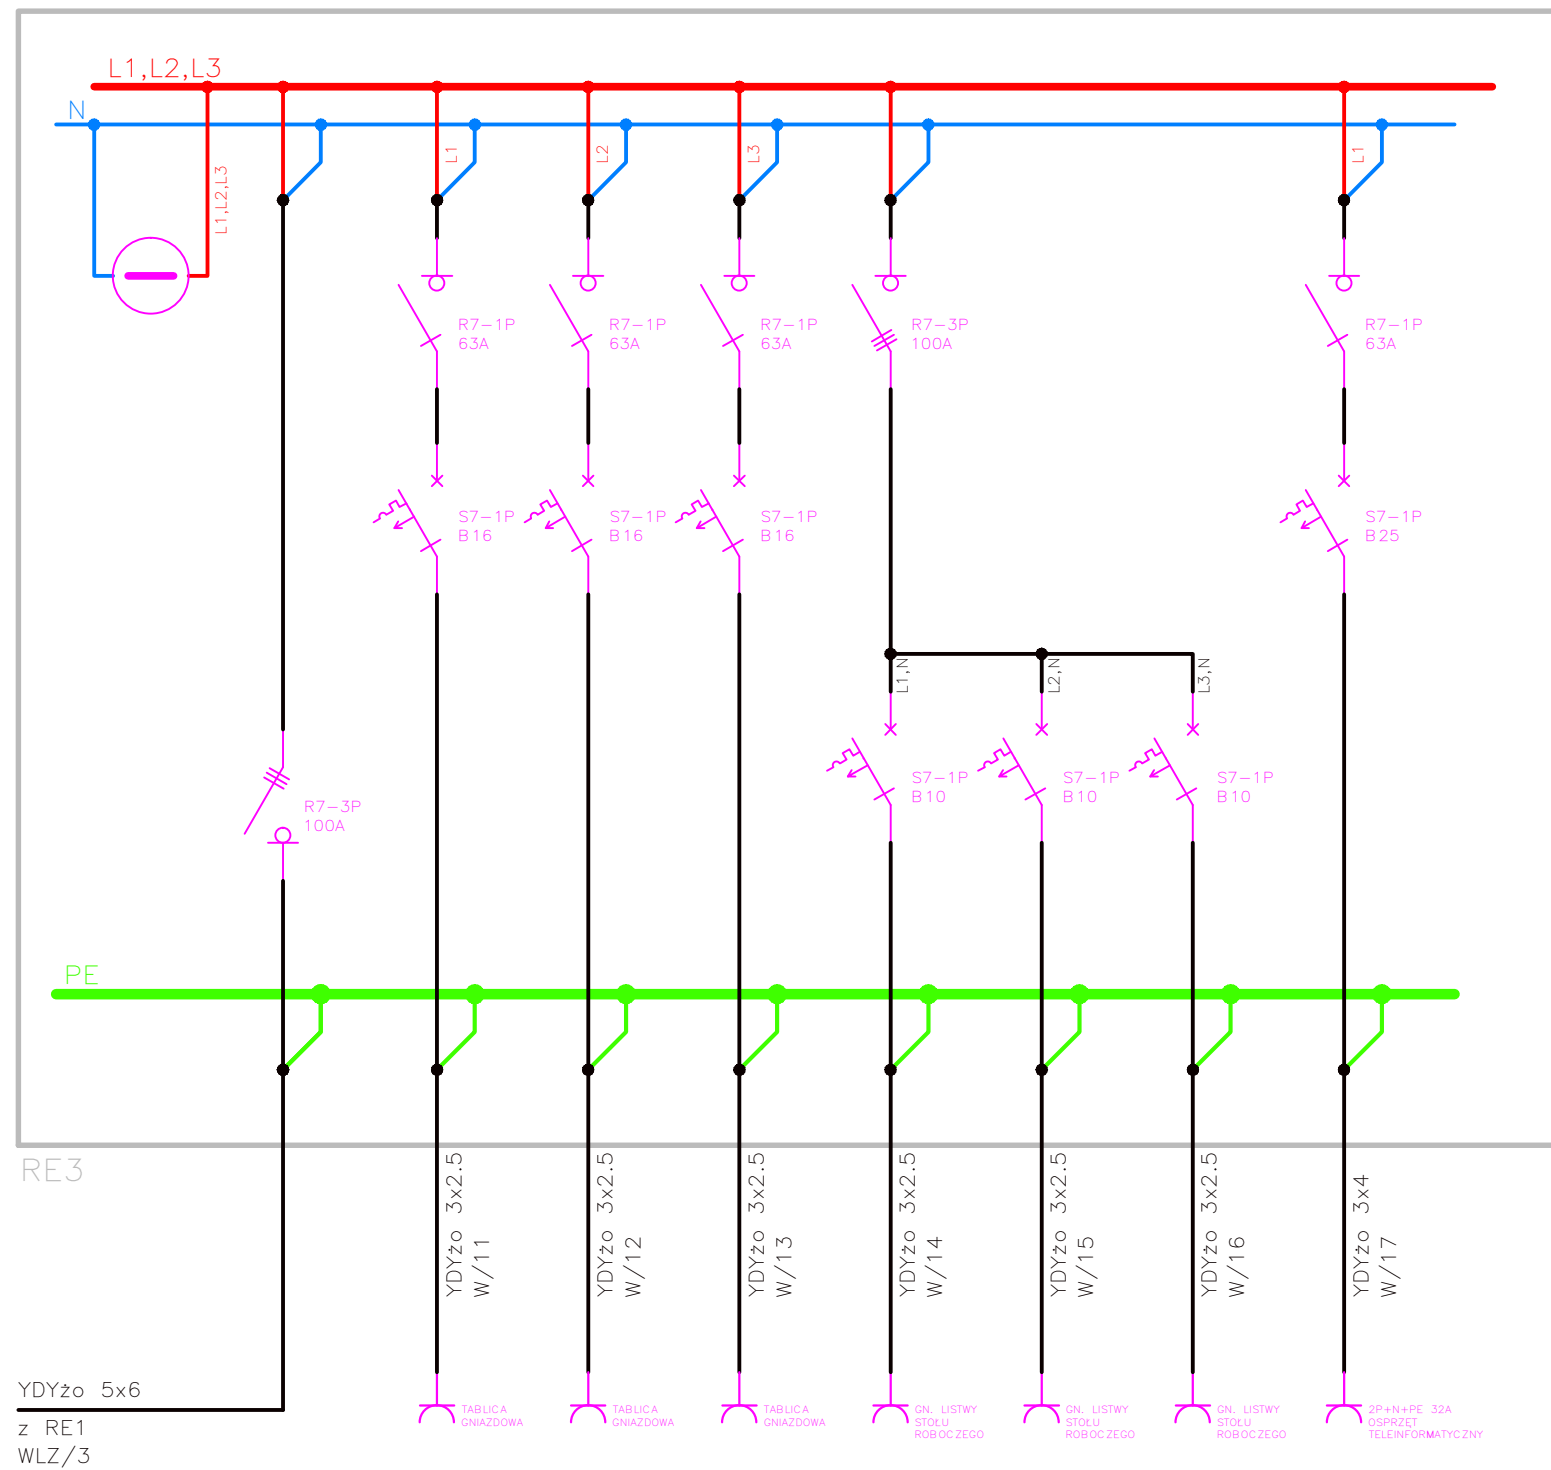 L1,L2,L3
N
L1,L2,L3
L1
L2
L3
L1
R7-1P
63A
R7-1P
63A
R7-1P
63A
R7-3P
100A
R7-1P
63A
S7-1P
B16
S7-1P
B16
S7-1P
B16
S7-1P
B25
L1,N
L2,N
L3,N
S7-1P
B10
S7-1P
B10
S7-1P
B10
R7-3P
100A
PE
RE3
YDYżo 3x2.5
W/11
YDYżo 3x2.5
W/12
YDYżo 3x2.5
W/13
YDYżo 3x2.5
W/14
YDYżo 3x2.5
W/15
YDYżo 3x2.5
W/16
YDYżo 3x4
W/17
YDYżo 5x6
z RE1
WLZ/3
TABLICA
GNIAZDOWA
TABLICA
GNIAZDOWA
TABLICA
GNIAZDOWA
GN. LISTWY
STOŁU
ROBOCZEGO
GN. LISTWY
STOŁU
ROBOCZEGO
GN. LISTWY
STOŁU
ROBOCZEGO
2P+N+PE 32A
OSPRZĘT
TELEINFORMATYCZNY